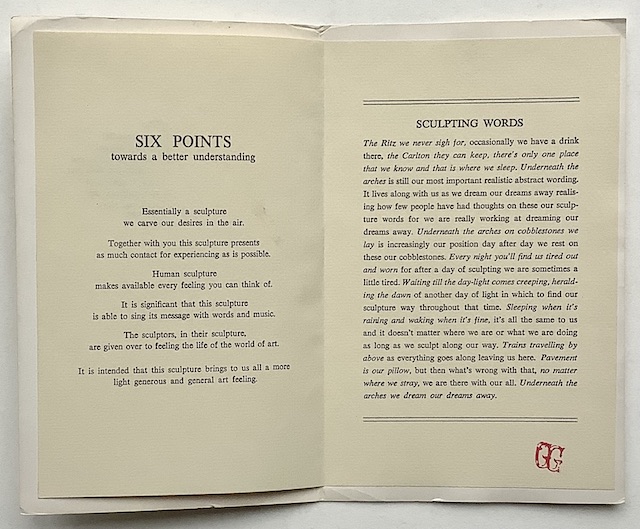 SIX POINTS
towards a better understanding
Essentially a sculpture
we carve our desires in the air.
Together with you this sculpture presents
as much contact for experiencing as is possible.
Human sculpture
makes available every feeling you can think of.
It is significant that this sculpture
is able to sing its message with words and music.
The sculptors, in their sculpture,
are given over to feeling the life of the world of art.
It is intended that this sculpture brings to us all a more
light generous and general art feeling.
SCULPTING WORDS
The Ritz we never sigh for, occasionally we have a drink
there, the Carlton they can keep, there's only one place
that we know and that is where we sleep. Underneath the
arches is still our most important realistic abstract wording.
It lives along with us as we dream our dreams away realis-
ing how few people have had thoughts on these our sculp-
ture words for we are really working at dreaming our
dreams away. Underneath the arches on cobblestones we
lay is increasingly our position day after day we rest on
these our cobblestones. Every night you'll find us tired out
and worn for after a day of sculpting we are sometimes a
little tired. Waiting till the day-light comes creeping, herald-
ing the dawn of another day of light in which to find our
sculpture way throughout that time. Sleeping when it's
raining and waking when it's fine, it's all the same to us
and it doesn't matter where we are or what we are doing
as long as we sculpt along our way. Trains travelling by
above as everything goes along leaving us here. Pavement
is our pillow, but then what's wrong with that, no matter
where we stray, we are there with our all. Underneath the
arches we dream our dreams away.
GG